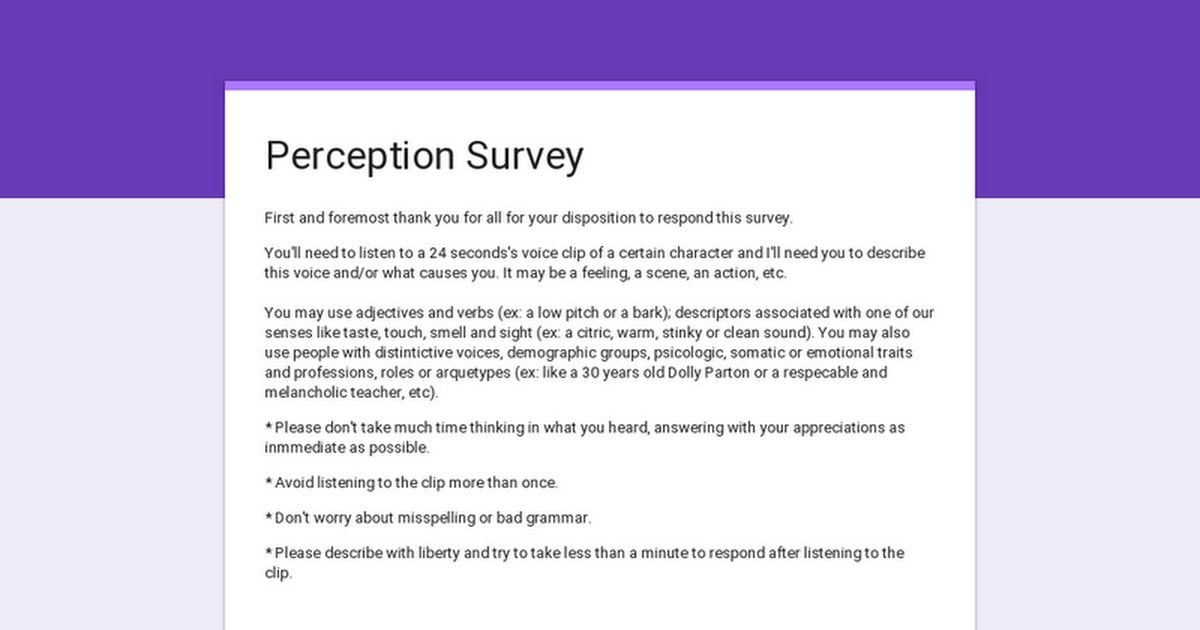 Perception Survey
First and foremost thank you for all for your disposition to respond this survey.
You'll need to listen to a 24 seconds's voice clip of a certain character and I'll need you to describe
this voice and/or what causes you. It may be a feeling, a scene, an action, etc.
You may use adjectives and verbs (ex: a low pitch or a bark); descriptors associated with one of our
senses like taste, touch, smell and sight (ex: a citric, warm, stinky or clean sound). You may also
use people with distintictive voices, demographic groups, psicologic, somatic or emotional traits
and professions, roles or arquetypes (ex: like a 30 years old Dolly Parton or a respecable and
melancholic teacher, etc).
* Please don't take much time thinking in what you heard, answering with your appreciations as
inmmediate as possible.
* Avoid listening to the clip more than once.
* Don't worry about misspelling or bad grammar.
* Please describe with liberty and try to take less than a minute to respond after listening to the
clip.